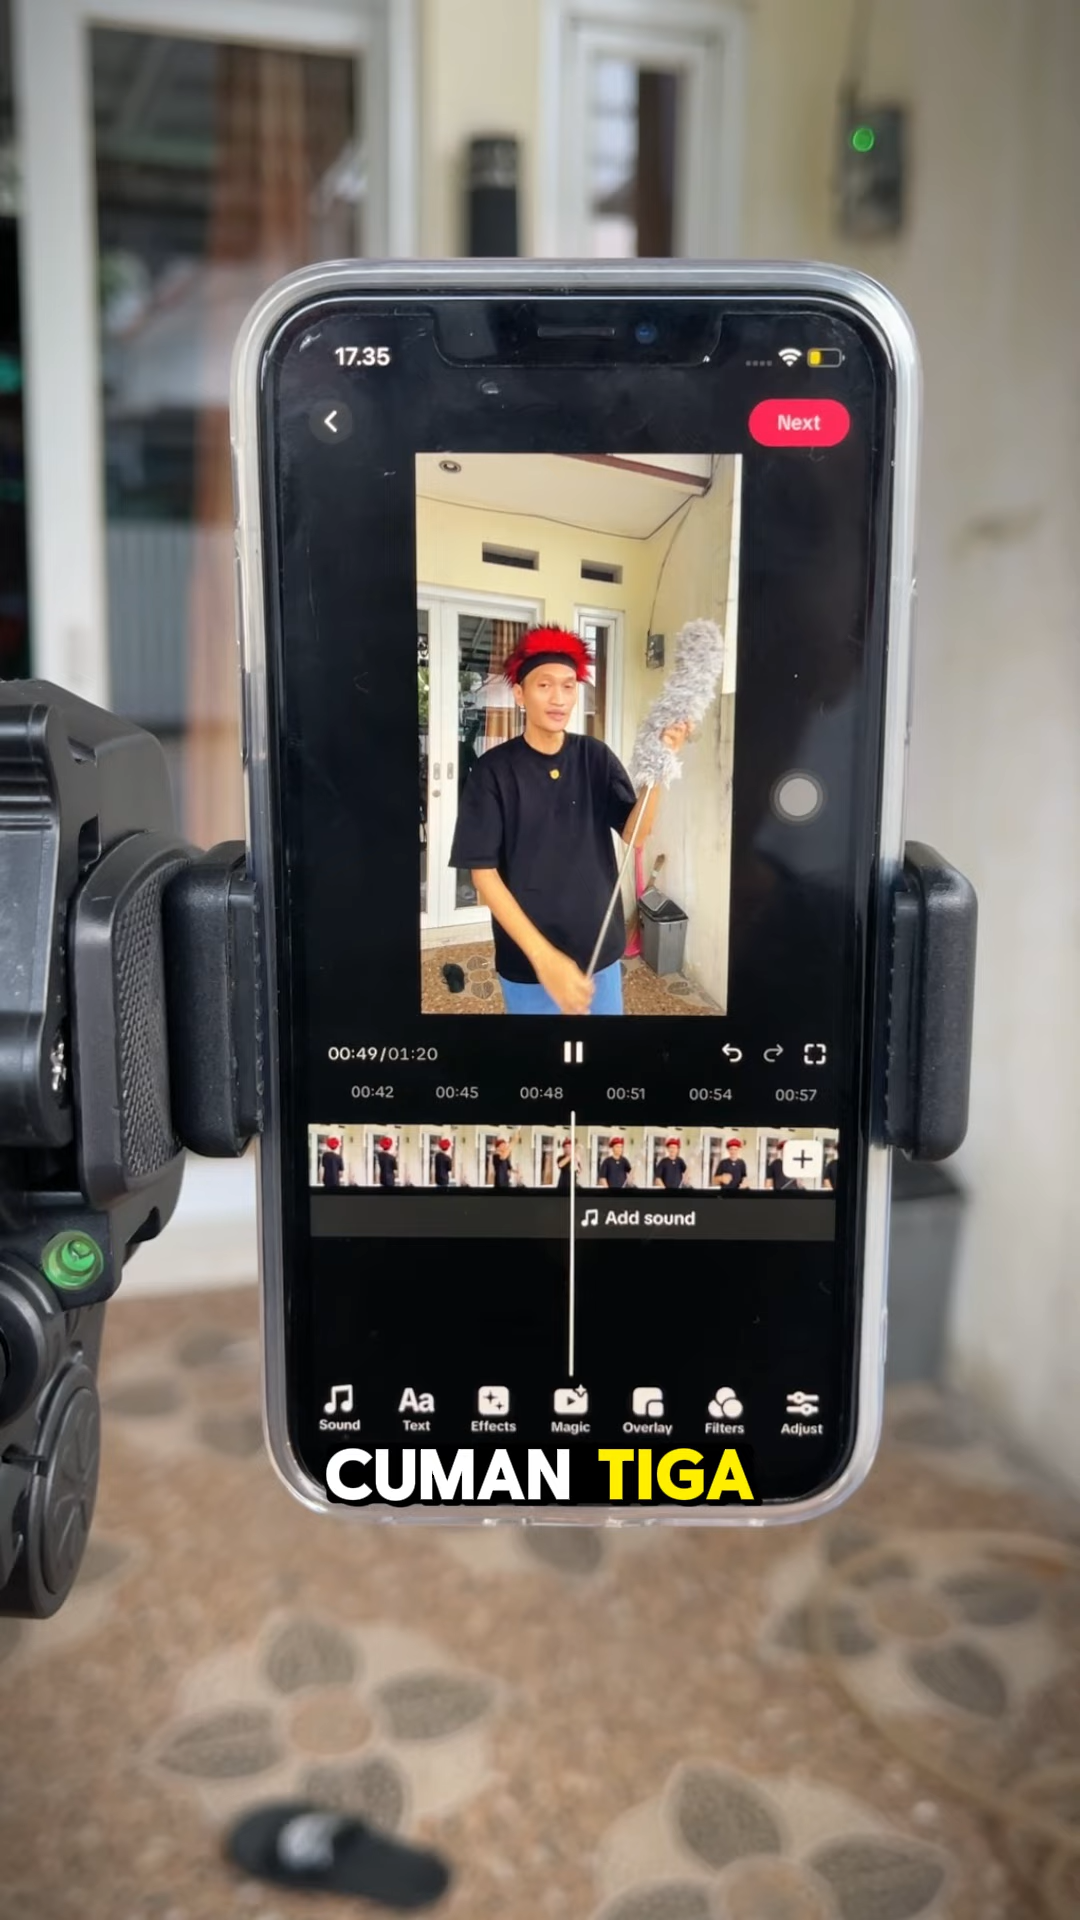 17.35
Next
00:49/01:20
00:42 00:45 00:48 00:51 00:54 00:57
Add sound
Sound Text Effects Magic Overlay Filters Adjust
Aa
CUMAN TIGA